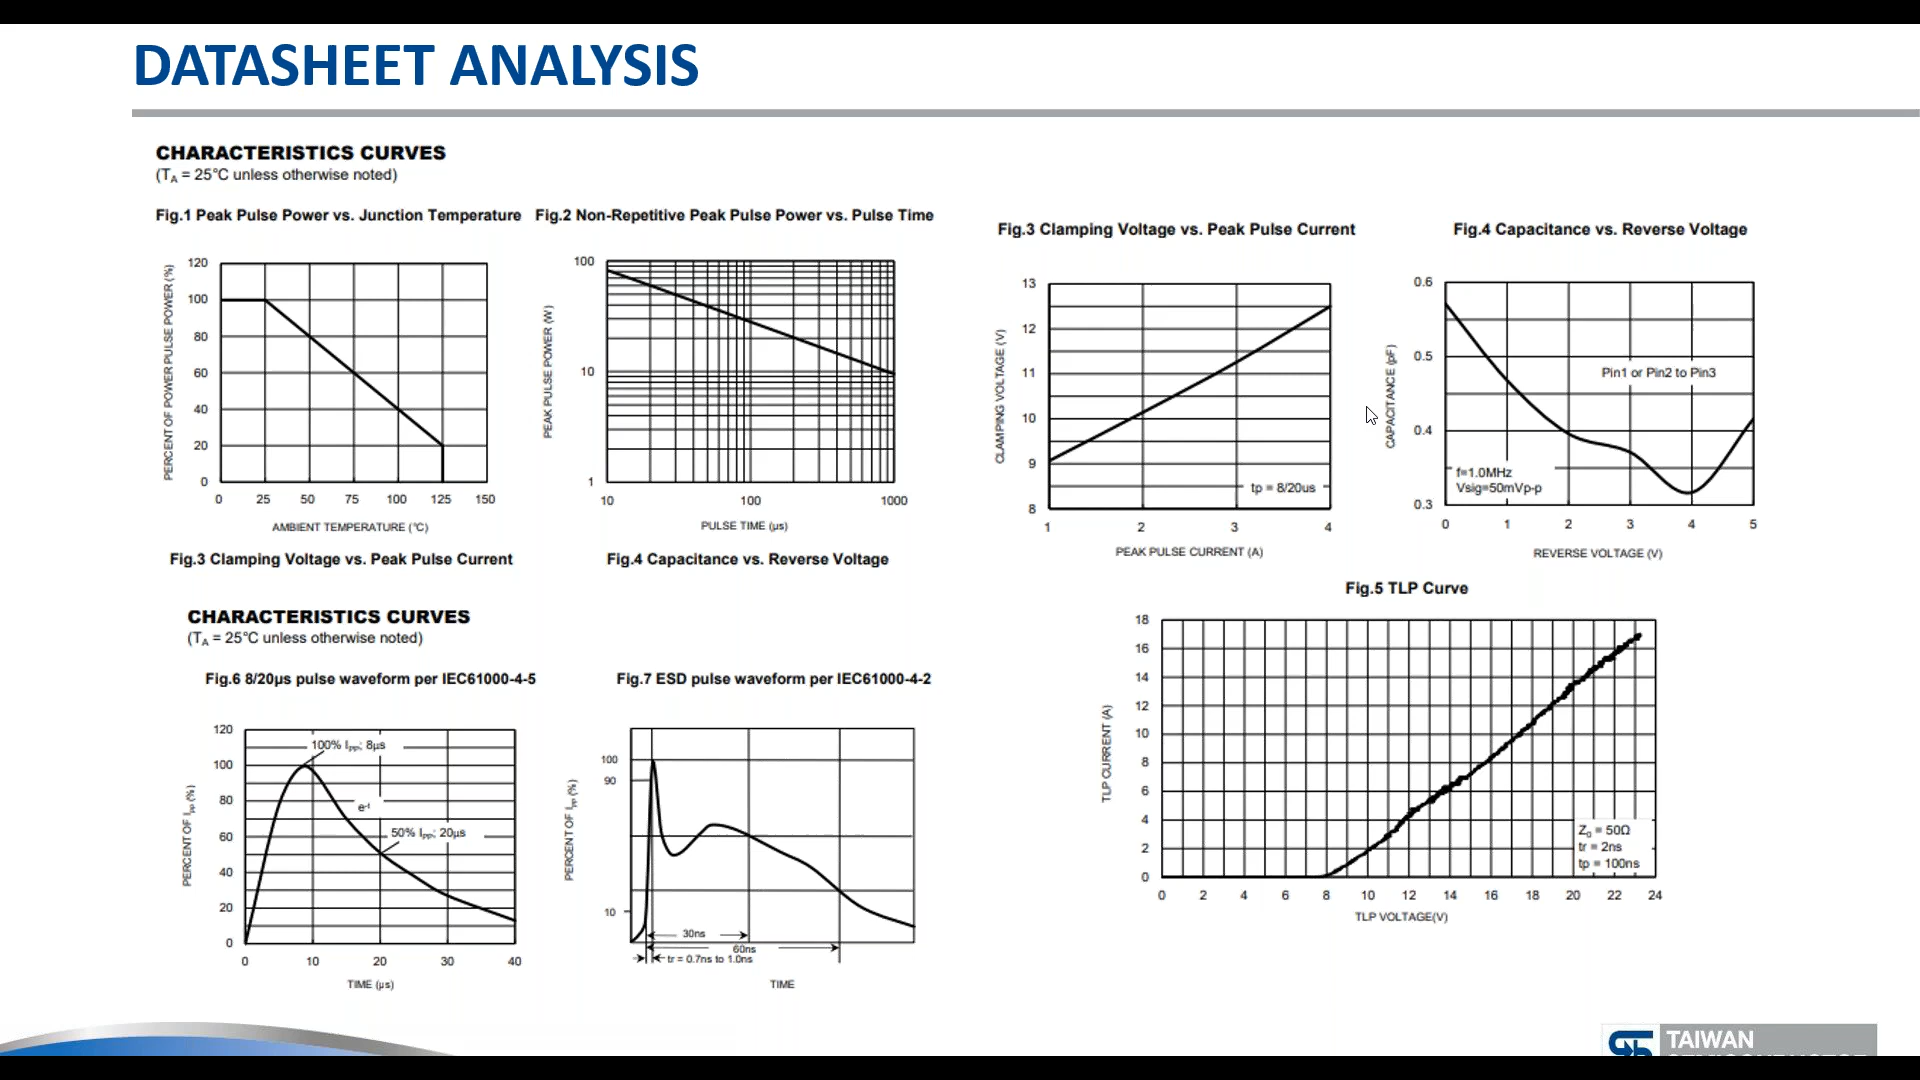 DATASHEET ANALYSIS
CHARACTERISTICS CURVES
(TA = 25°C unless otherwise noted)
Fig.1 Peak Pulse Power vs. Junction Temperature
PERCENT OF POWER PULSE POWER (%)
120
100
80
60
40
20
0
0 25 50 75 100 125 150
AMBIENT TEMPERATURE (°C)
Fig.2 Non-Repetitive Peak Pulse Power vs. Pulse Time
PEAK PULSE POWER (W)
100
10
1
10 100 1000
PULSE TIME (µs)
Fig.3 Clamping Voltage vs. Peak Pulse Current
Fig.4 Capacitance vs. Reverse Voltage
Fig.3 Clamping Voltage vs. Peak Pulse Current
CLAMPING VOLTAGE (V)
13
12
11
10
9
8
tp = 8/20us
1 2 3 4
PEAK PULSE CURRENT (A)
Fig.4 Capacitance vs. Reverse Voltage
CAPACITANCE (pF)
0.6
0.5
0.4
0.3
Pin1 or Pin2 to Pin3
f=1.0MHz
Vsig=50mVp-p
0 1 2 3 4 5
REVERSE VOLTAGE (V)
CHARACTERISTICS CURVES
(TA = 25°C unless otherwise noted)
Fig.6 8/20µs pulse waveform per IEC61000-4-5
PERCENT OF IPP (%)
120
100
80
60
40
20
0
100% IPP; 8µs
e-t
50% IPP; 20µs
0 10 20 30 40
TIME (µs)
Fig.7 ESD pulse waveform per IEC61000-4-2
PERCENT OF IPP (%)
100
90
10
30ns
60ns
tr = 0.7ns to 1.0ns
TIME
Fig.5 TLP Curve
TLP CURRENT (A)
18
16
14
12
10
8
6
4
2
0
Z0 = 50Ω
tr = 2ns
tp = 100ns
0 2 4 6 8 10 12 14 16 18 20 22 24
TLP VOLTAGE(V)
TAIWAN